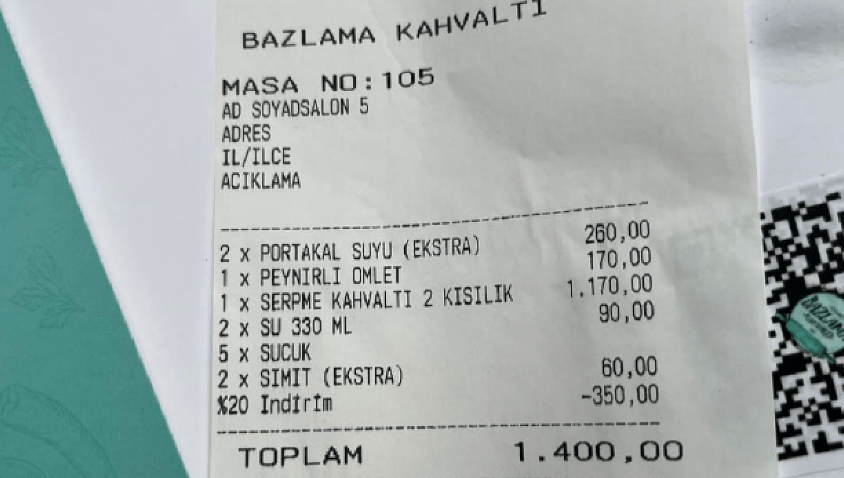 BAZLAMA KAHVALTI
MASA NO:105
AD SOYADSALON 5
ADRES
IL/ILCE
ACIKLAMA
2 x PORTAKAL SUYU (EKSTRA) 260,00
1 x PEYNIRLI OMLET 170,00
1 x SERPME KAHVALTI 2 KISILIK 1.170,00
2 x SU 330 ML 90,00
5 x SUCUK
2 x SIMIT (EKSTRA) 60,00
%20 Indirim -350,00
TOPLAM 1.400,00
BAZLAMA